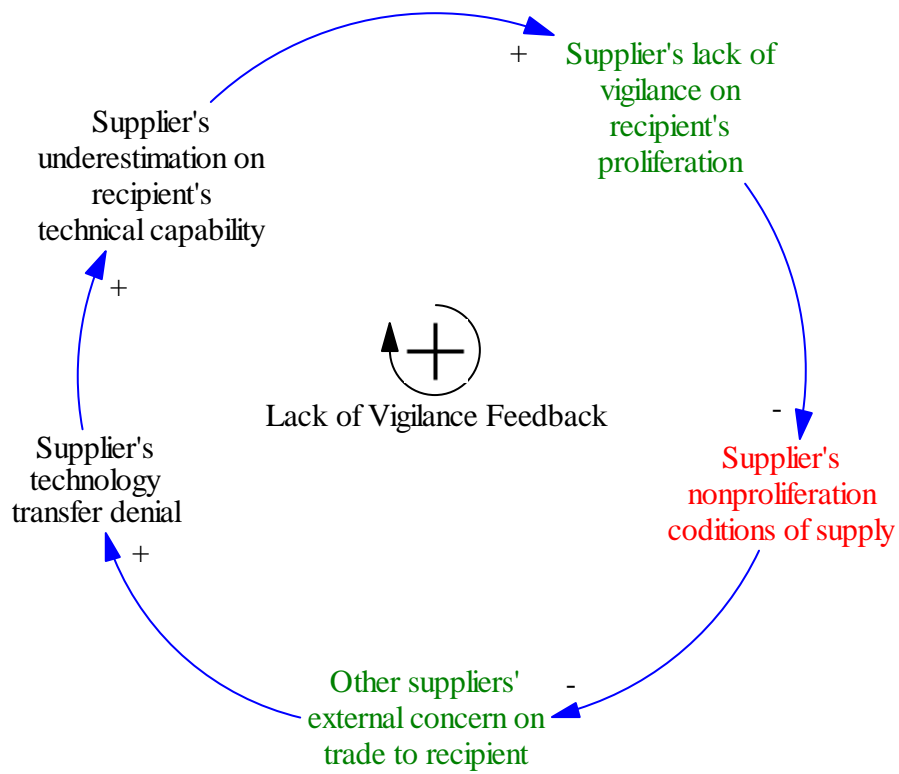 +
Supplier's lack of
vigilance on
recipient's
proliferation
-
Supplier's
nonproliferation
coditions of supply
-
Other suppliers'
external concern on
trade to recipient
+
Supplier's
technology
transfer denial
+
Supplier's
underestimation on
recipient's
technical capability
+
Lack of Vigilance Feedback